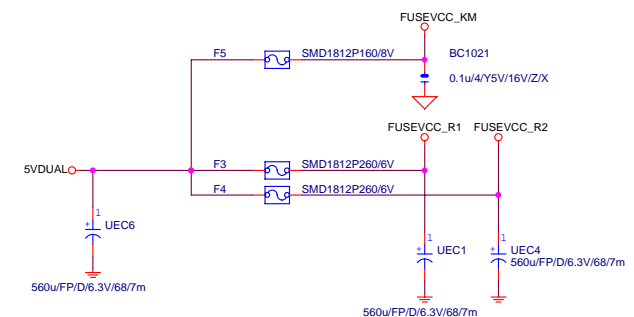 FUSEVCC_KM
F5
SMD1812P160/8V
BC1021
0.1u/4/Y5V/16V/Z/X
FUSEVCC_R1
FUSEVCC_R2
5VDUAL
F3
SMD1812P260/6V
F4
SMD1812P260/6V
1
+
UEC6
560u/FP/D/6.3V/68/7m
1
+
UEC1
560u/FP/D/6.3V/68/7m
1
+
UEC4
560u/FP/D/6.3V/68/7m